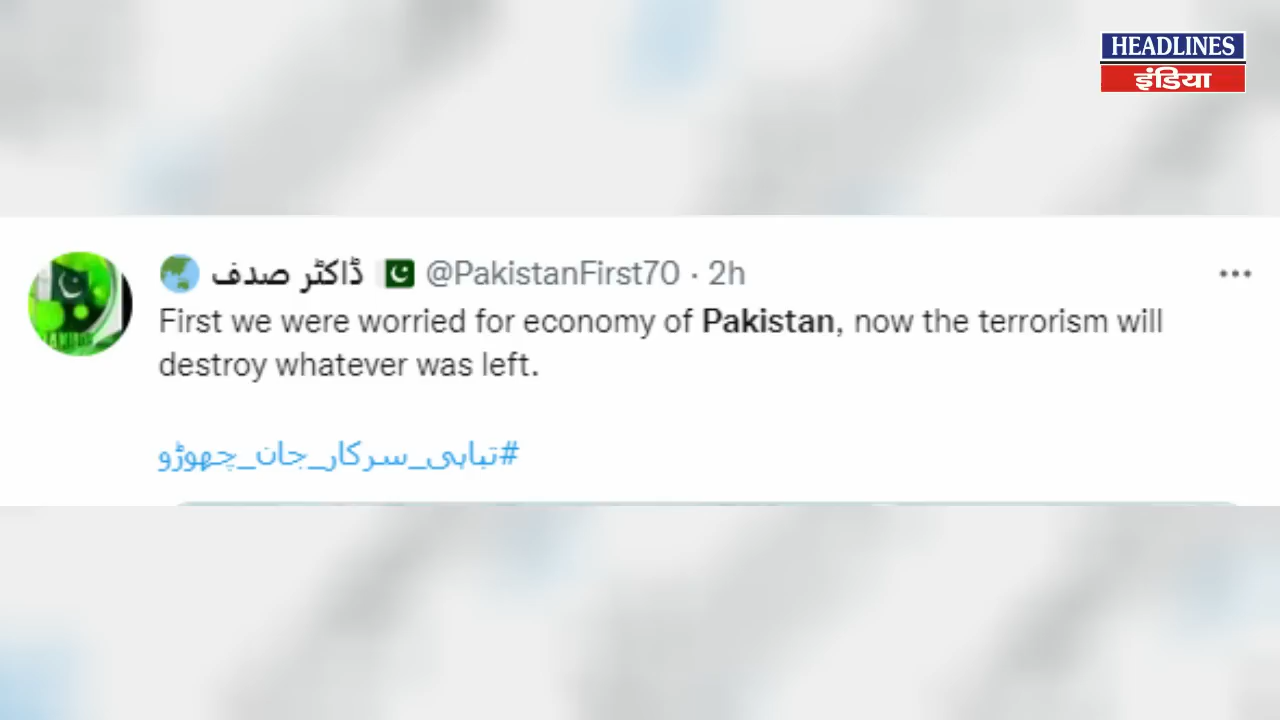 HEADLINES
इंडिया
ڈاکٹر صدف @PakistanFirst70 · 2h
First we were worried for economy of Pakistan, now the terrorism will
destroy whatever was left.
#تباہی_سرکار_جان_چھوڑو